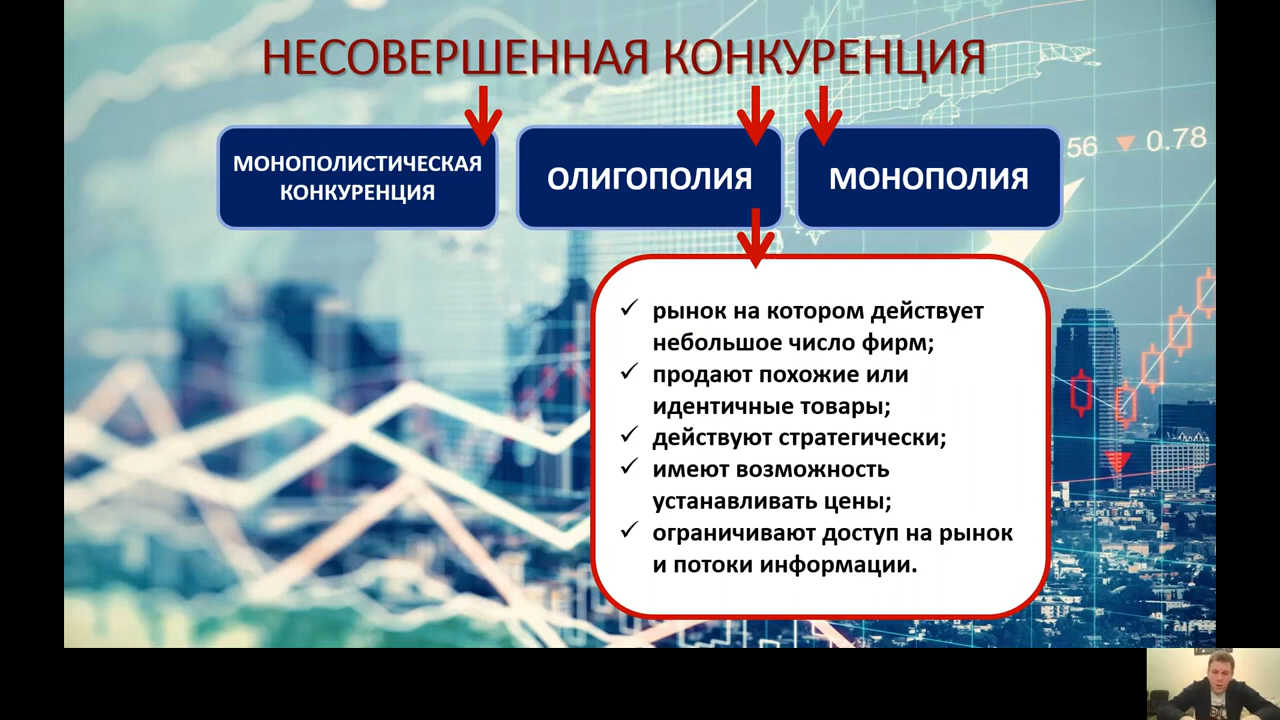 НЕСОВЕРШЕННАЯ КОНКУРЕНЦИЯ
МОНОПОЛИСТИЧЕСКАЯ
КОНКУРЕНЦИЯ
ОЛИГОПОЛИЯ
МОНОПОЛИЯ
56 ▼ 0.78
✓ рынок на котором действует
небольшое число фирм;
✓ продают похожие или
идентичные товары;
✓ действуют стратегически;
✓ имеют возможность
устанавливать цены;
✓ ограничивают доступ на рынок
и потоки информации.